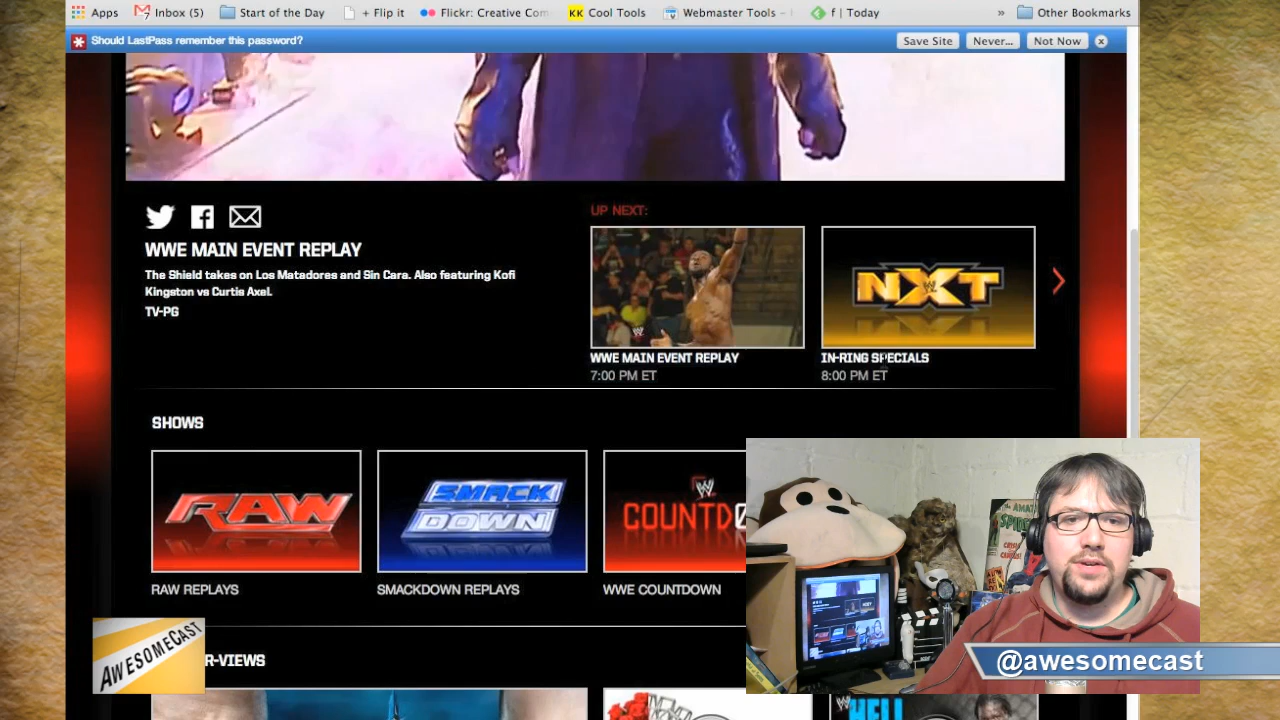 Apps
Inbox (5)
Start of the Day
+ Flip it
Flickr: Creative Com
KK Cool Tools
Webmaster Tools -
f | Today
»
Other Bookmarks
Should LastPass remember this password?
Save Site
Never...
Not Now
UP NEXT:
WWE MAIN EVENT REPLAY
The Shield takes on Los Matadores and Sin Cara. Also featuring Kofi
Kingston vs Curtis Axel.
TV-PG
NXT
WWE MAIN EVENT REPLAY
7:00 PM ET
IN-RING SPECIALS
8:00 PM ET
SHOWS
RAW
SMACK
DOWN
COUNTD
RAW REPLAYS
SMACKDOWN REPLAYS
WWE COUNTDOWN
AWESOMECAST
R-VIEWS
HELL
@awesomecast